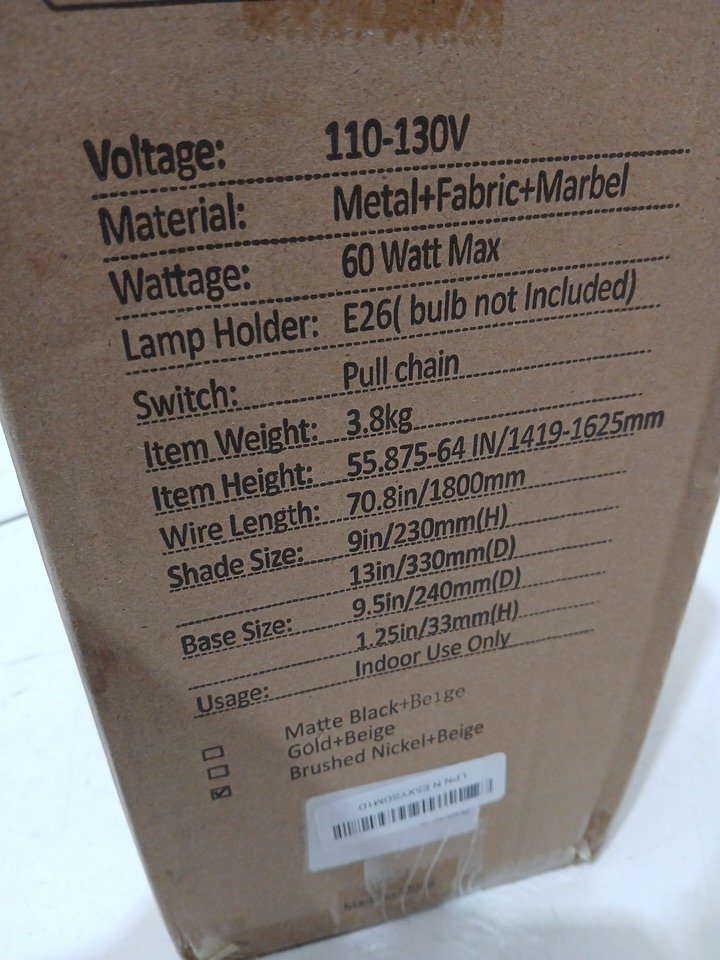 Voltage: 110-130V
Material: Metal+Fabric+Marbel
Wattage: 60 Watt Max
Lamp Holder: E26( bulb not Included)
Switch: Pull chain
Item Weight: 3.8kg
Item Height: 55.875-64 IN/1419-1625mm
Wire Length: 70.8in/1800mm
Shade Size: 9in/230mm(H)
13in/330mm(D)
Base Size: 9.5in/240mm(D)
1.25in/33mm(H)
Usage: Indoor Use Only
Matte Black+Beige
Gold+Beige
Brushed Nickel+Beige